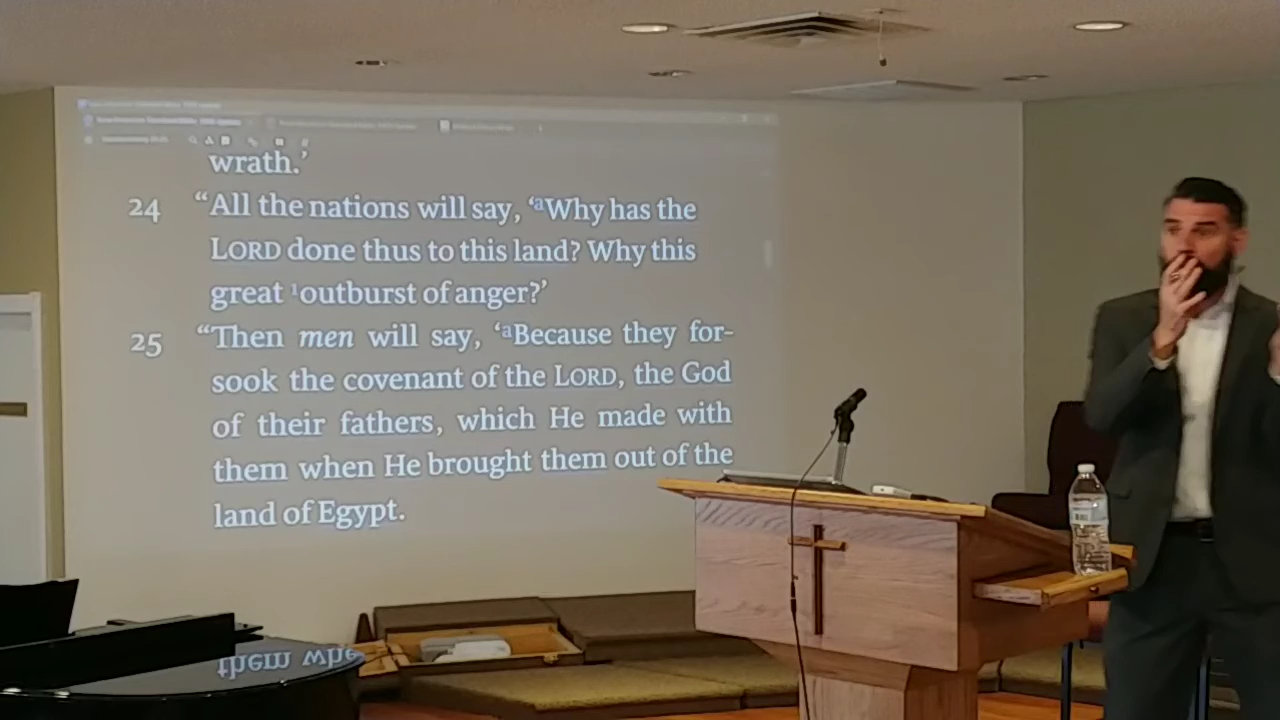 wrath.’
24 “All the nations will say, ‘aWhy has the
LORD done thus to this land? Why this
great 1outburst of anger?’
25 “Then men will say, ‘aBecause they for-
sook the covenant of the LORD, the God
of their fathers, which He made with
them when He brought them out of the
land of Egypt.
them whe